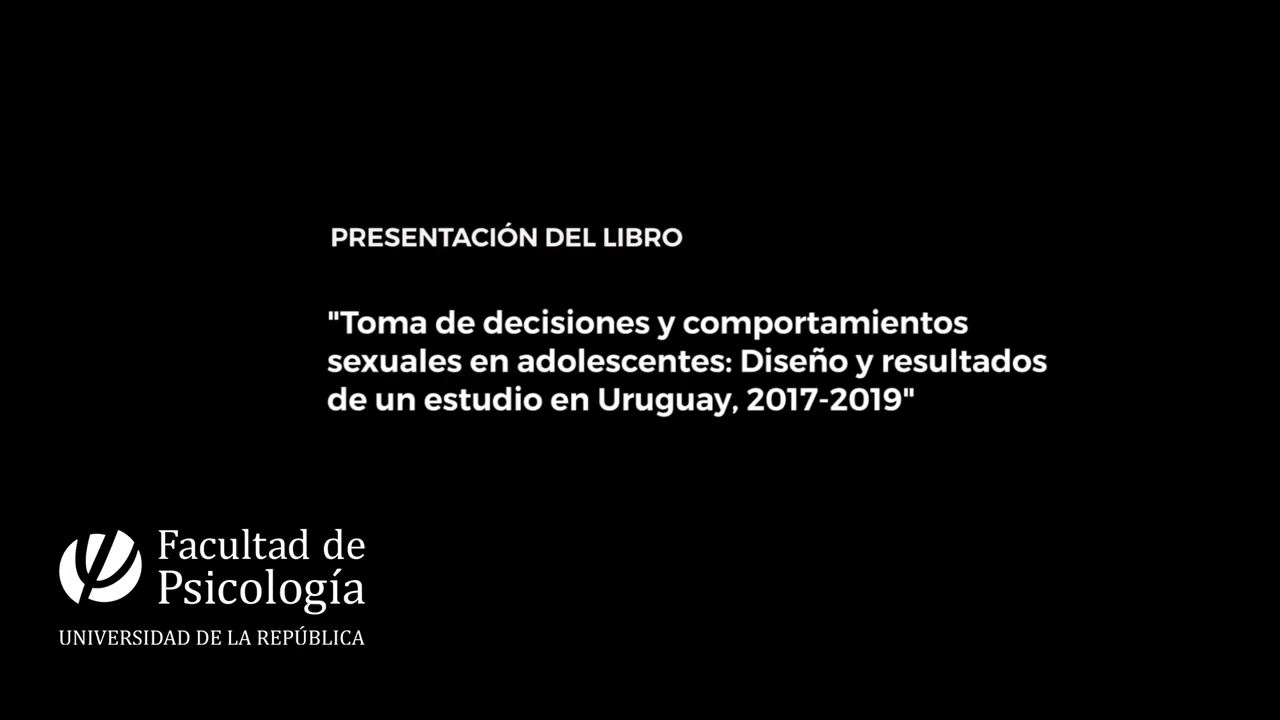 PRESENTACIÓN DEL LIBRO
"Toma de decisiones y comportamientos
sexuales en adolescentes: Diseño y resultados
de un estudio en Uruguay, 2017-2019"
Facultad de
Psicología
UNIVERSIDAD DE LA REPÚBLICA